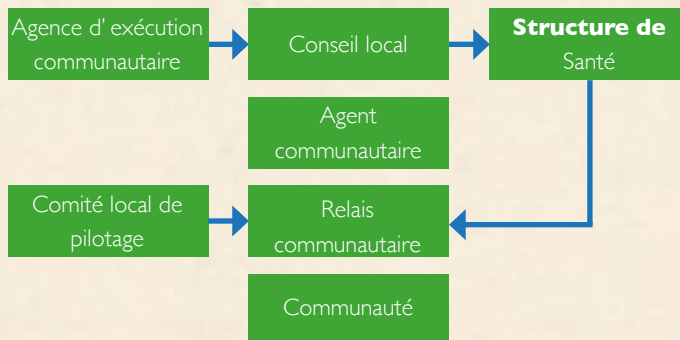 Agence d' exécution
communautaire
Conseil local
Structure de
Santé
Agent
communautaire
Comité local de
pilotage
Relais
communautaire
Communauté